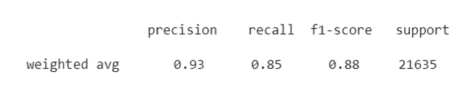 precision recall f1-score support
weighted avg 0.93 0.85 0.88 21635